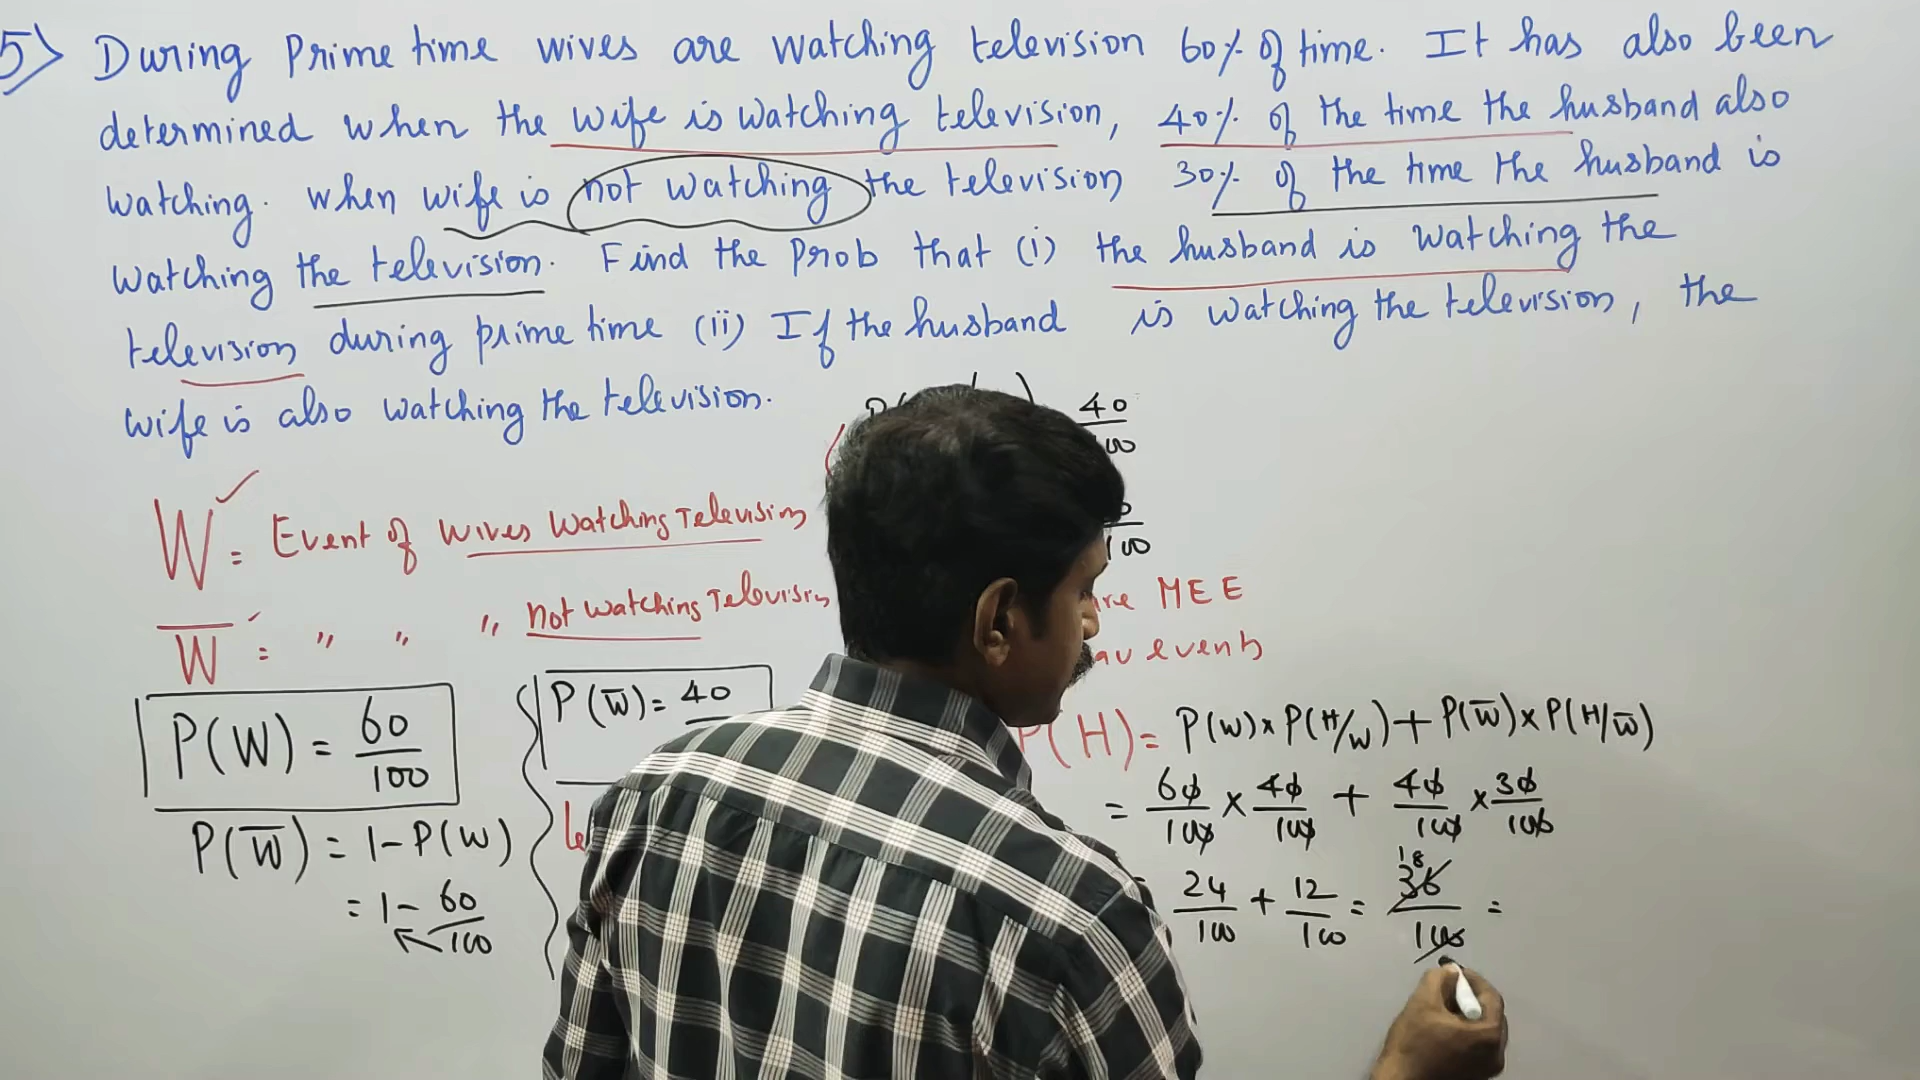 5) During Prime time wives are watching television 60% of time. It has also been
determined when the wife is watching television, 40% of the time the husband also
watching. when wife is not watching the television 30% of the time the husband is
watching the television. Find the Prob that (i) the husband is watching the
television during prime time (ii) If the husband is watching the television, the
wife is also watching the television.
40
W = Event of wives watching Television
100
W̅ = " " " not watching Television
are MEE
events
P(W) = 60/100
P(W̅) = 40
P(W̅) = 1-P(W)
= 1- 60/100
P(H) = P(W)×P(H/W)+P(W̅)×P(H/W̅)
= 60/100 × 40/100 + 40/100 × 30/100
24/100 + 12/100 = 36/100 =
18